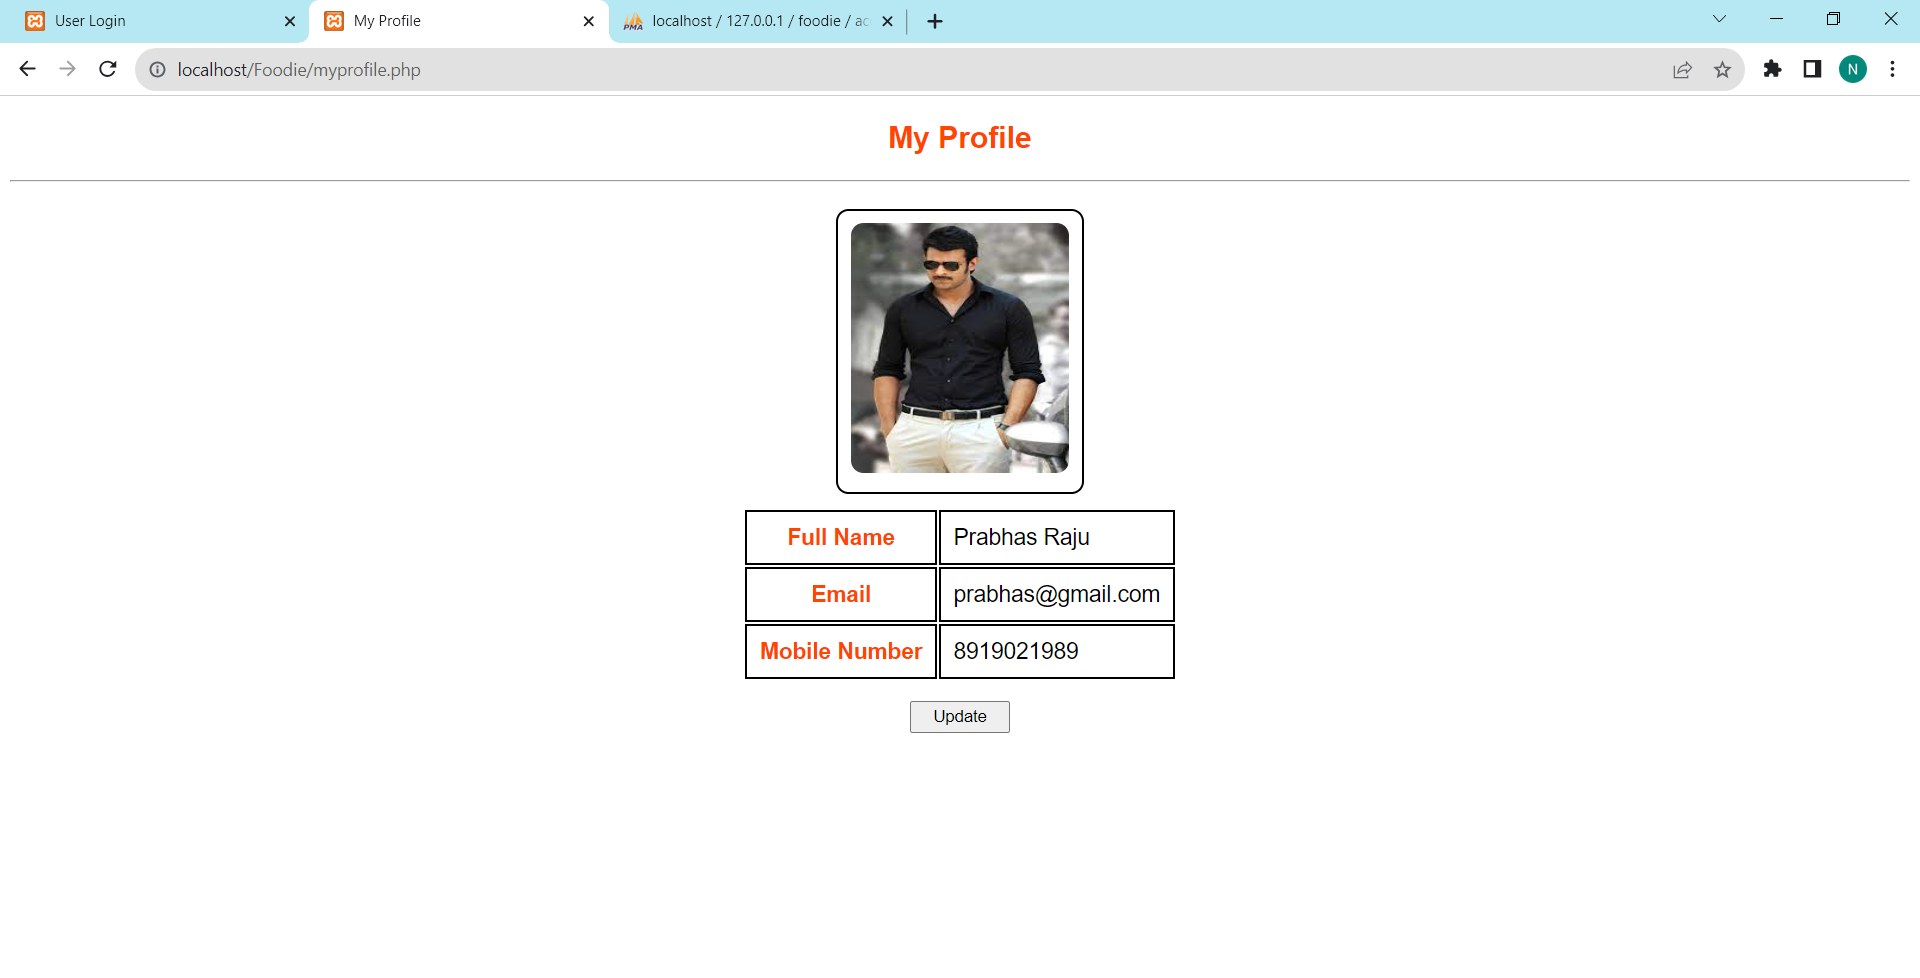 User Login
My Profile
PMA localhost / 127.0.0.1 / foodie / ac
localhost/Foodie/myprofile.php
N
My Profile
Full Name Prabhas Raju
Email prabhas@gmail.com
Mobile Number 8919021989
Update